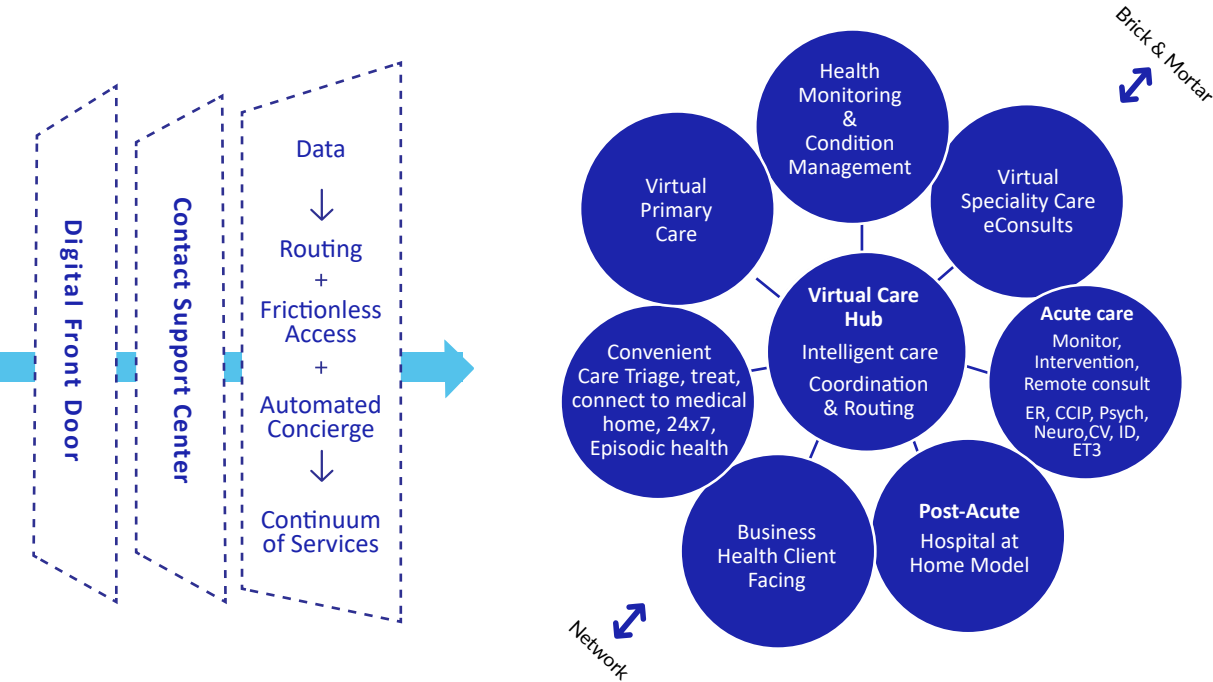 Digital Front Door
Contact Support Center
Data
↓
Routing
+
Frictionless
Access
+
Automated
Concierge
↓
Continuum
of Services
Brick & Mortar
Health
Monitoring
&
Condition
Management
Virtual
Primary
Care
Virtual
Speciality Care
eConsults
Virtual Care
Hub
Intelligent care
Coordination
& Routing
Acute care
Monitor,
Intervention,
Remote consult
ER, CCIP, Psych,
Neuro,CV, ID,
ET3
Convenient
Care Triage, treat,
connect to medical
home, 24x7,
Episodic health
Business
Health Client
Facing
Post-Acute
Hospital at
Home Model
Network